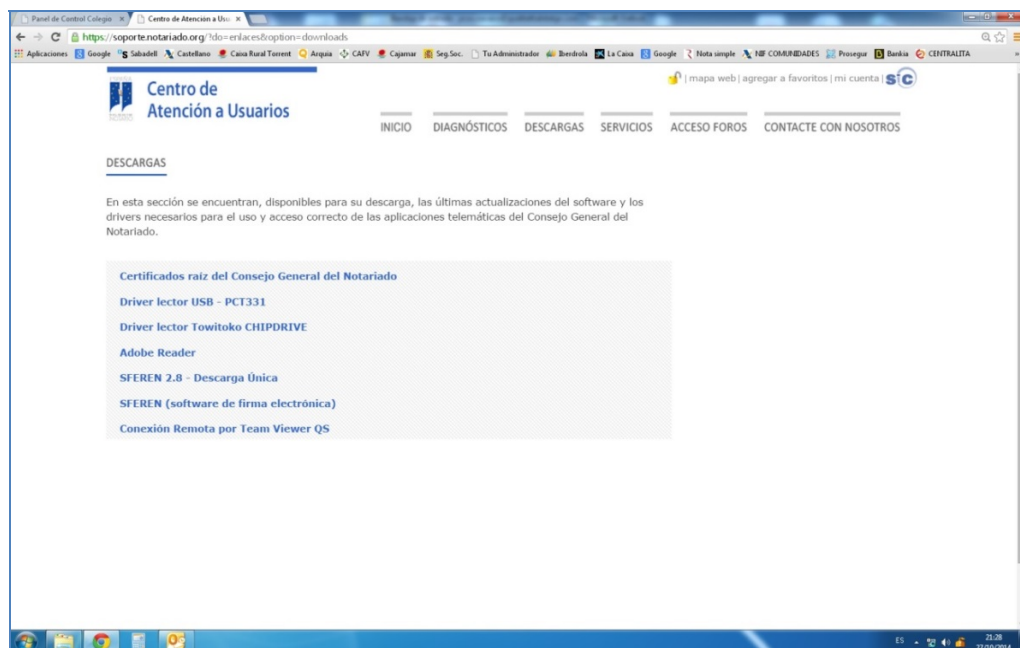 Panel de Control Colegio
Centro de Atención a Usu
https://soporte.notariado.org/?do=enlaces&option=downloads
Aplicaciones Google Sabadell Castellano Caixa Rural Torrent Arquia CAFV Cajamar Seg.Soc. Tu Administrador Iberdrola La Caixa Google Nota simple NIF COMUNIDADES Prosegur Bankia CENTRALITA
mapa web | agregar a favoritos | mi cuenta | sic
Centro de
Atención a Usuarios
INICIO DIAGNÓSTICOS DESCARGAS SERVICIOS ACCESO FOROS CONTACTE CON NOSOTROS
DESCARGAS
En esta sección se encuentran, disponibles para su descarga, las últimas actualizaciones del software y los
drivers necesarios para el uso y acceso correcto de las aplicaciones telemáticas del Consejo General del
Notariado.
Certificados raíz del Consejo General del Notariado
Driver lector USB - PCT331
Driver lector Towitoko CHIPDRIVE
Adobe Reader
SFEREN 2.8 - Descarga Única
SFEREN (software de firma electrónica)
Conexión Remota por Team Viewer QS
ES 21:28
22/10/2014